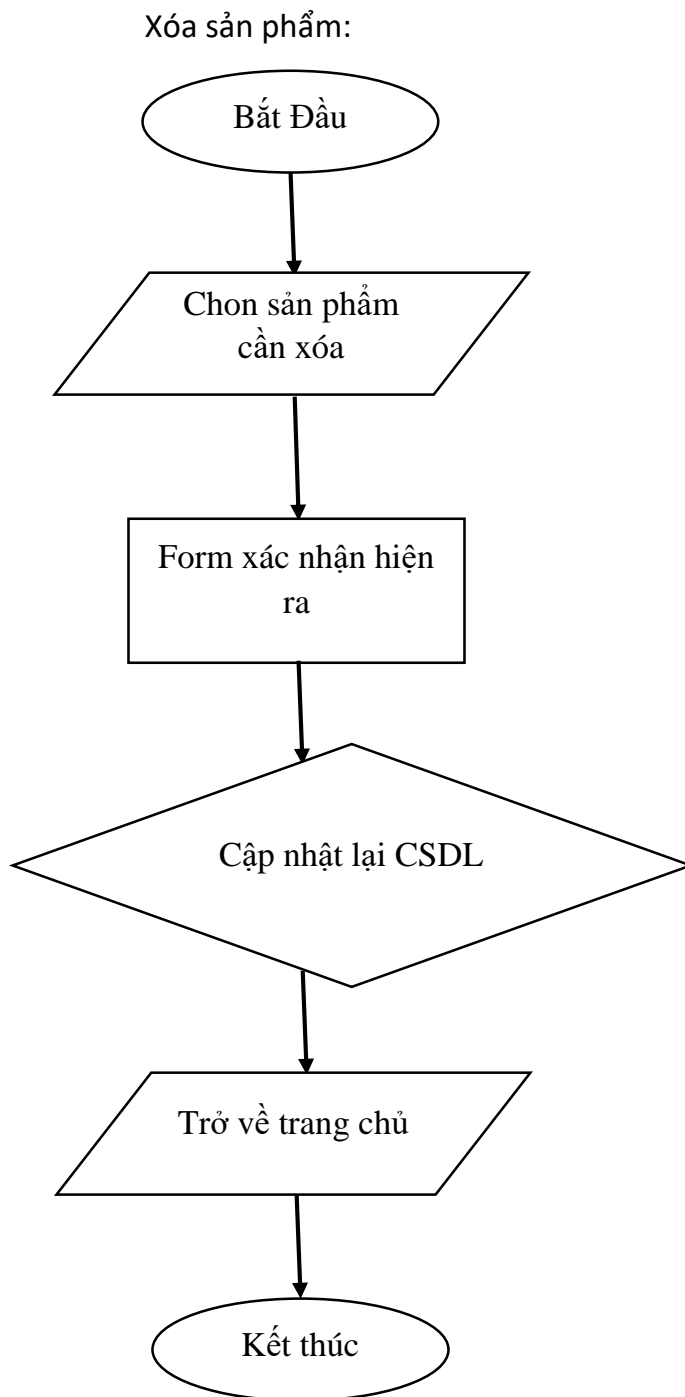 Xóa sản phẩm:
Bắt Đầu
Chon sản phẩm
cần xóa
Form xác nhận hiện
ra
Cập nhật lại CSDL
Trở về trang chủ
Kết thúc